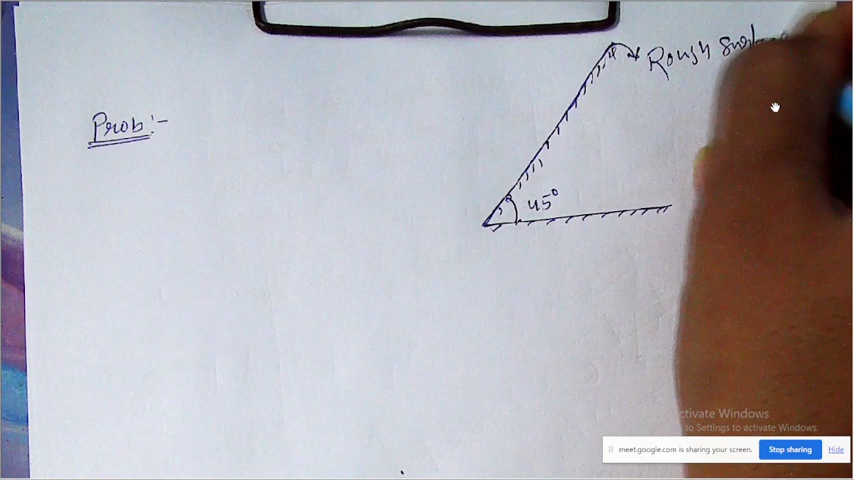 Rough
Prob:-
45°
Activate Windows
to Settings to activate Windows.
meet.google.com is sharing your screen.
Stop sharing
Hide